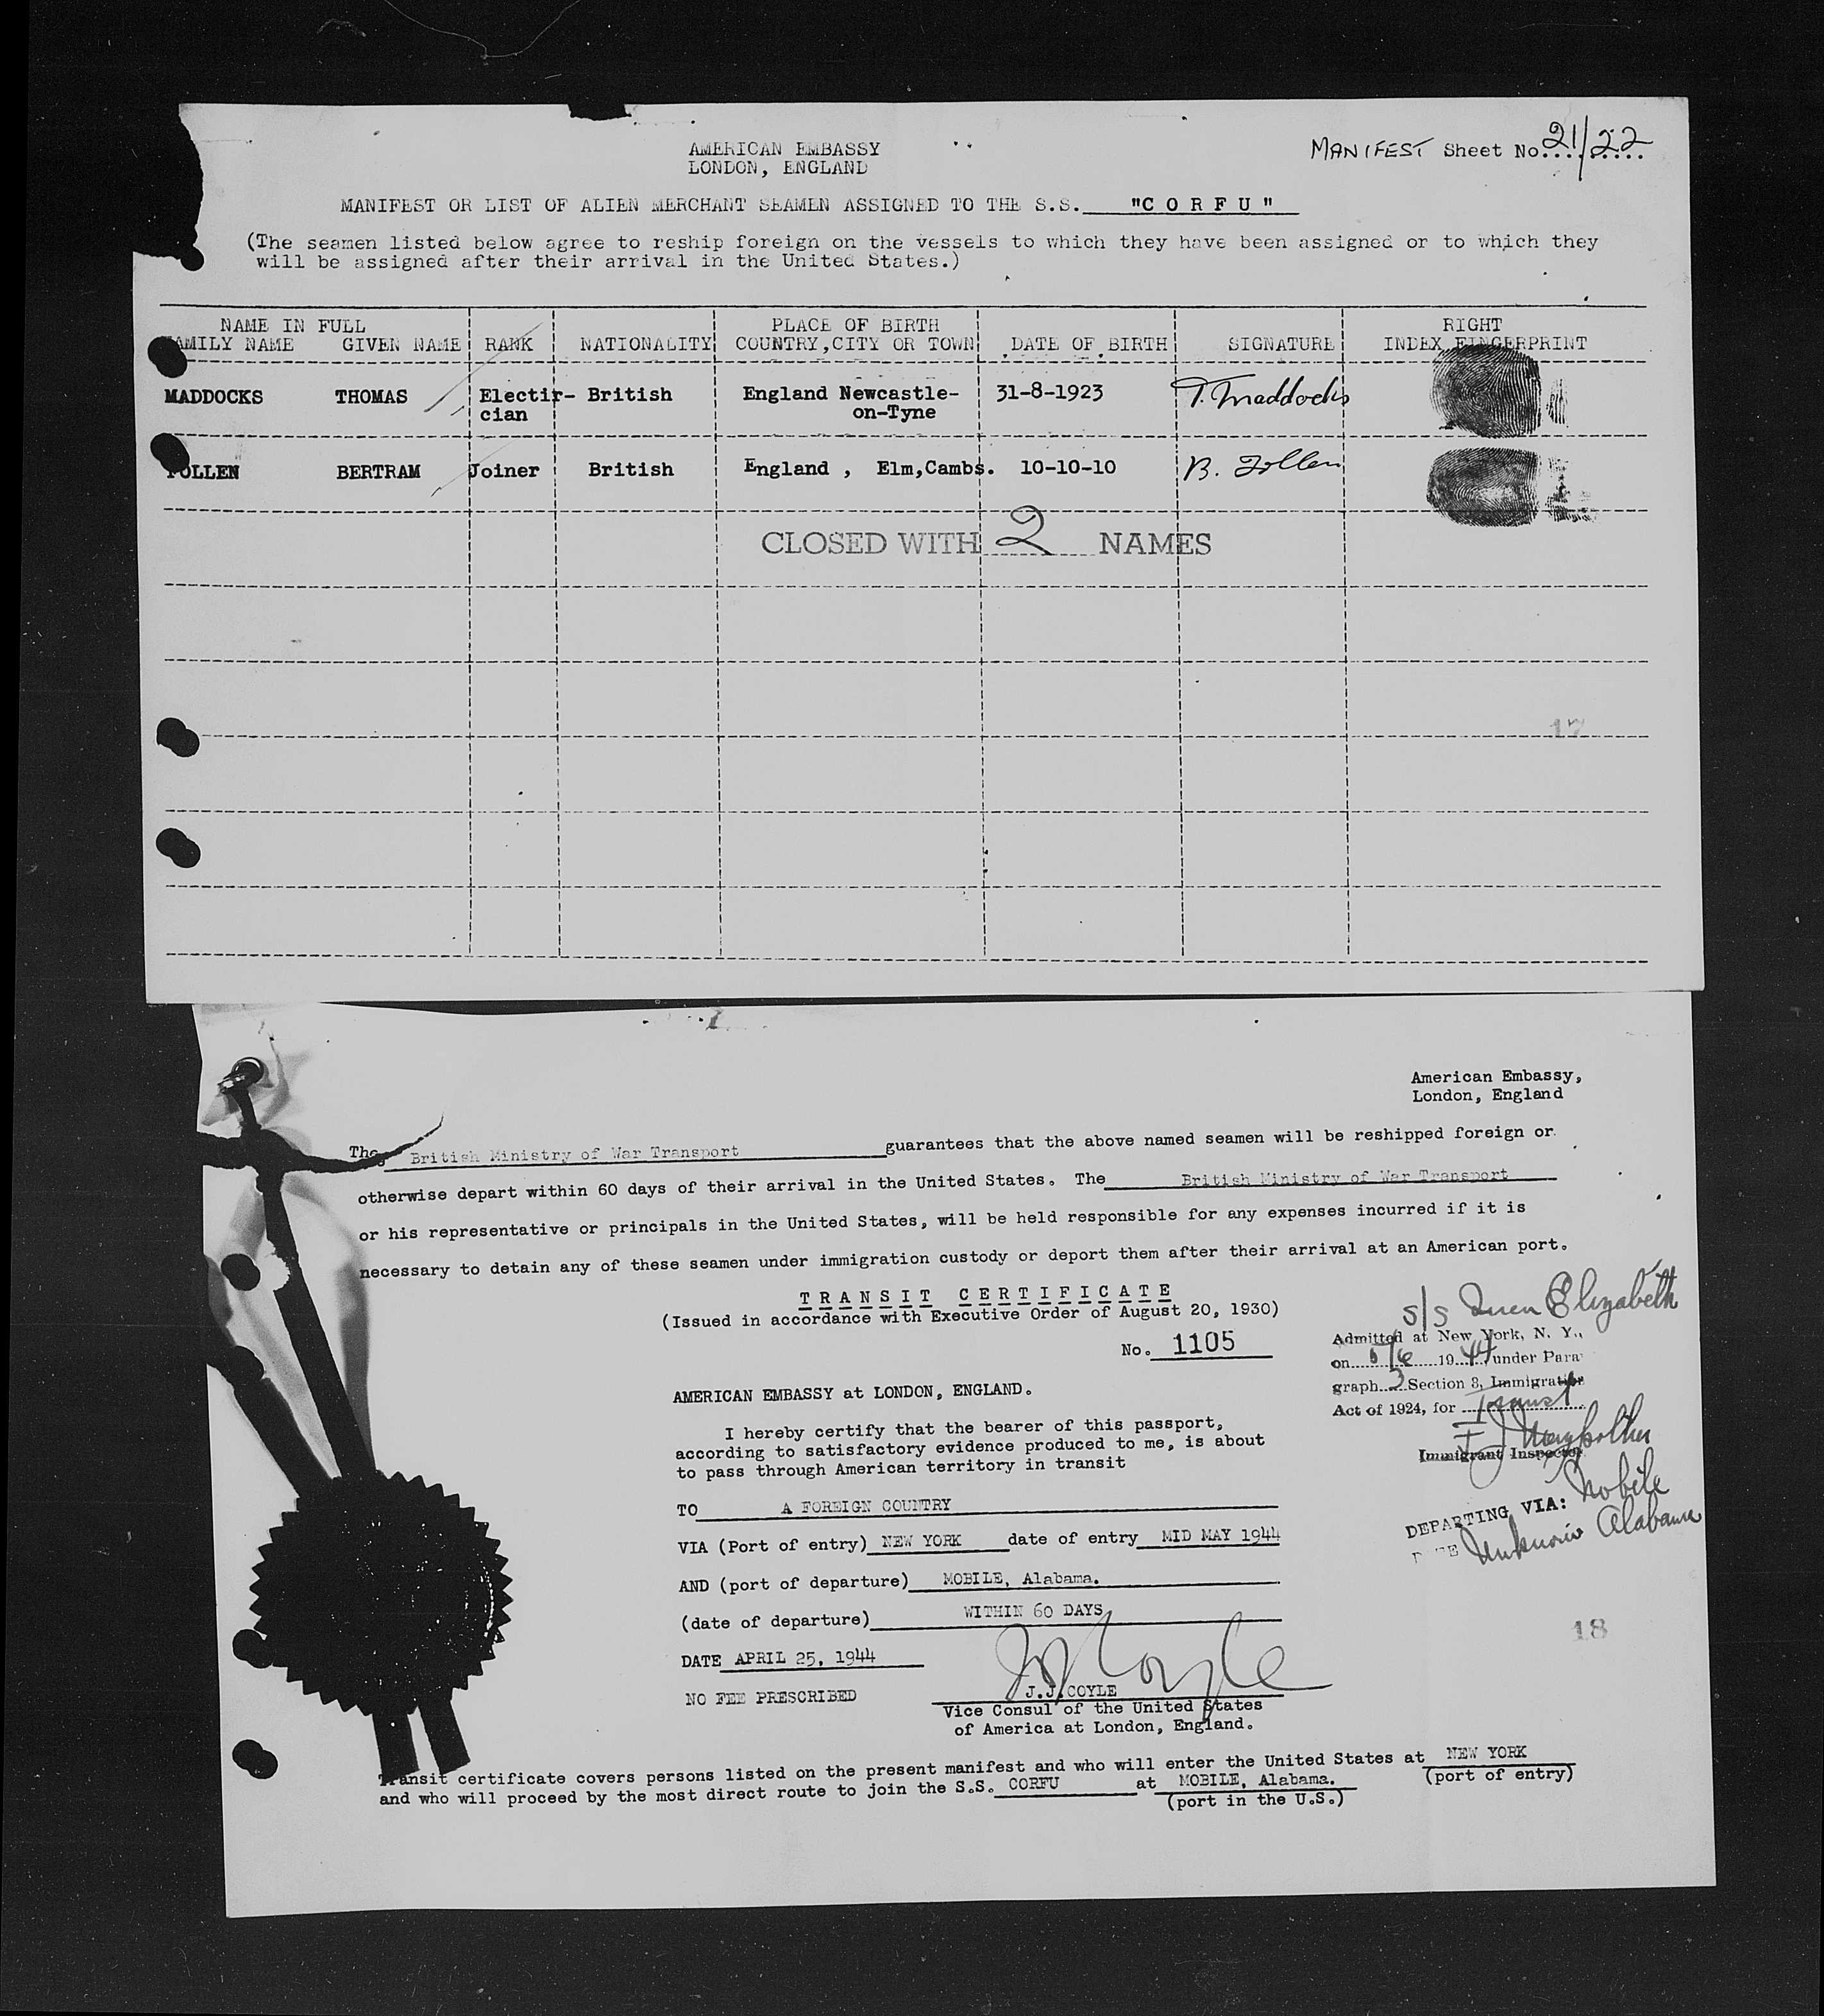 AMERICAN EMBASSY
LONDON, ENGLAND
MANIFEST Sheet No. 21/22
MANIFEST OR LIST OF ALIEN MERCHANT SEAMEN ASSIGNED TO THE S.S. "C O R F U"
(The seamen listed below agree to reship foreign on the vessels to which they have been assigned or to which they
will be assigned after their arrival in the United States.)
NAME IN FULL PLACE OF BIRTH RIGHT
AMILY NAME GIVEN NAME RANK NATIONALITY COUNTRY,CITY OR TOWN DATE OF BIRTH SIGNATURE INDEX FINGERPRINT
MADDOCKS THOMAS Electir- British England Newcastle- 31-8-1923 T. Maddocks
cian on-Tyne
OLLEN BERTRAM Joiner British England , Elm,Cambs. 10-10-10 B.
CLOSED WITH 2 NAMES
17
American Embassy,
London, England
The British Ministry of War Transport guarantees that the above named seamen will be reshipped foreign or
otherwise depart within 60 days of their arrival in the United States. The British Ministry of War Transport
or his representative or principals in the United States, will be held responsible for any expenses incurred if it is
necessary to detain any of these seamen under immigration custody or deport them after their arrival at an American port.
T R A N S I T C E R T I F I C A T E
(Issued in accordance with Executive Order of August 20, 1930)
No. 1105
AMERICAN EMBASSY at LONDON, ENGLAND.
I hereby certify that the bearer of this passport,
according to satisfactory evidence produced to me, is about
to pass through American territory in transit
TO A FOREIGN COUNTRY
VIA (Port of entry) NEW YORK date of entry MID MAY 1944
AND (port of departure) MOBILE, Alabama.
(date of departure) WITHIN 60 DAYS
DATE APRIL 25, 1944
NO FEE PRESCRIBED
J.J. COYLE
Vice Consul of the United States
of America at London, England.
S/S Queen Elizabeth
Admitted at New York, N. Y.,
on 5/6 1944, under Para-
graph 3 Section 3, Immigration
Act of 1924, for Transit
Immigrant Inspector
DEPARTING VIA: Mobile
Alabama
DATE Unknown
18
Transit certificate covers persons listed on the present manifest and who will enter the United States at NEW YORK
(port of entry)
and who will proceed by the most direct route to join the S.S. CORFU at MOBILE, Alabama.
(port in the U.S.)